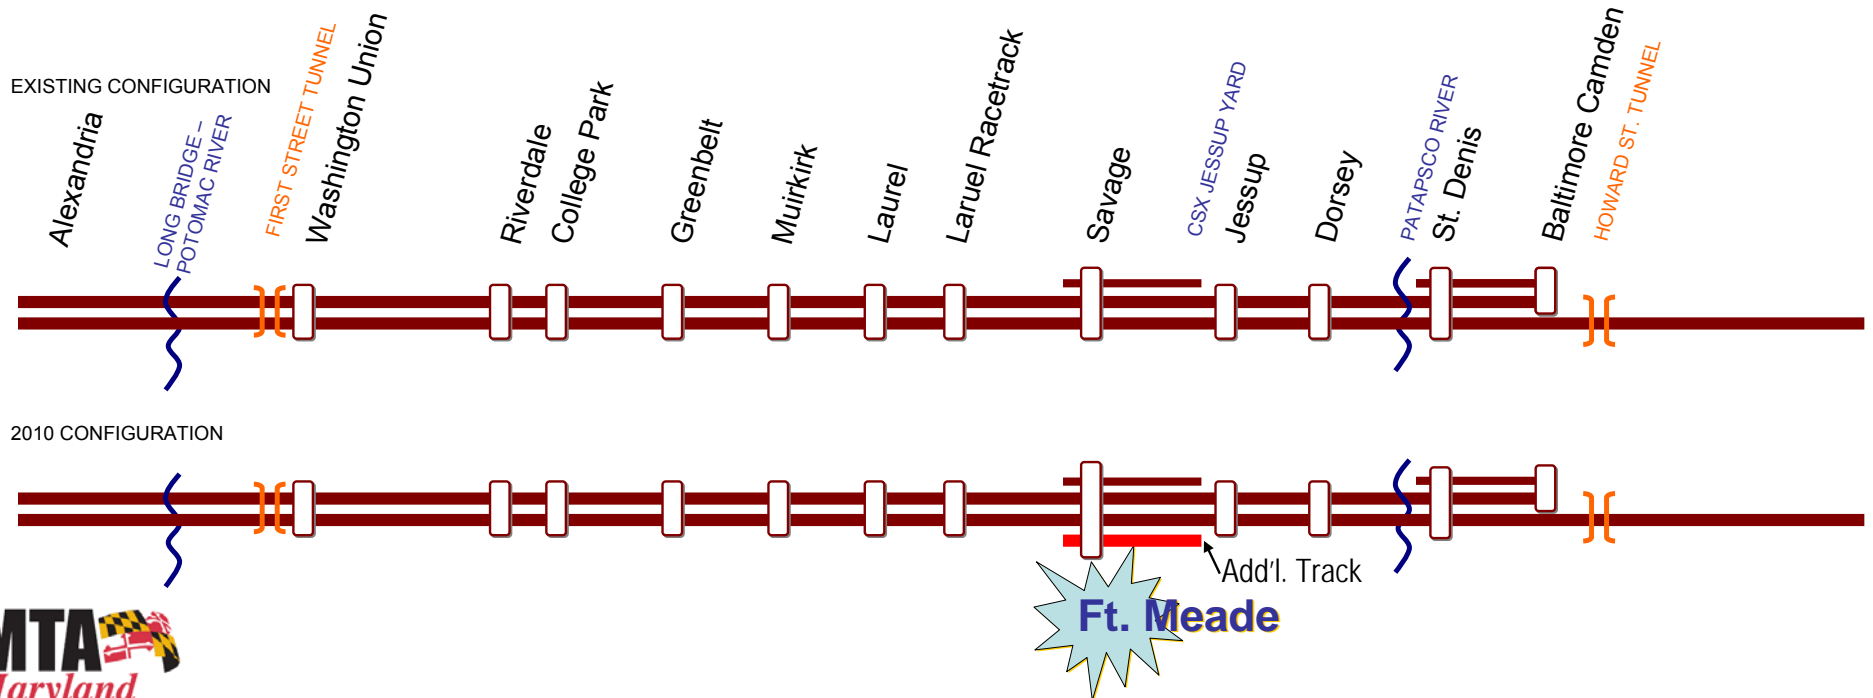 EXISTING CONFIGURATION
Alexandria
LONG BRIDGE –
POTOMAC RIVER
FIRST STREET TUNNEL
Washington Union
Riverdale
College Park
Greenbelt
Muirkirk
Laurel
Laruel Racetrack
Savage
CSX JESSUP YARD
Jessup
Dorsey
PATAPSCO RIVER
St. Denis
Baltimore Camden
HOWARD ST. TUNNEL
2010 CONFIGURATION
Add'l. Track
Ft. Meade
MTA
Maryland